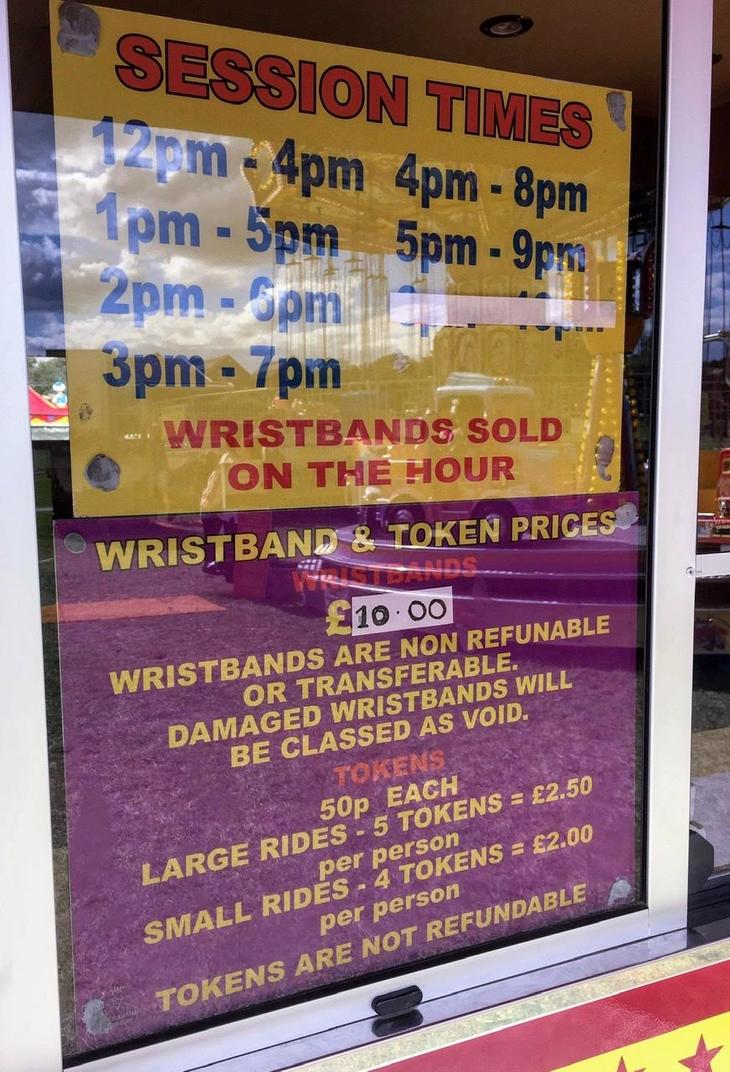 SESSION TIMES
12pm - 4pm 4pm - 8pm
1pm - 5pm 5pm - 9pm
2pm - 6pm
3pm - 7pm
WRISTBANDS SOLD
ON THE HOUR
WRISTBAND & TOKEN PRICES
WRISTBANDS
£10.00
WRISTBANDS ARE NON REFUNABLE
OR TRANSFERABLE.
DAMAGED WRISTBANDS WILL
BE CLASSED AS VOID.
TOKENS
50p EACH
LARGE RIDES - 5 TOKENS = £2.50
per person
SMALL RIDES - 4 TOKENS = £2.00
per person
TOKENS ARE NOT REFUNDABLE